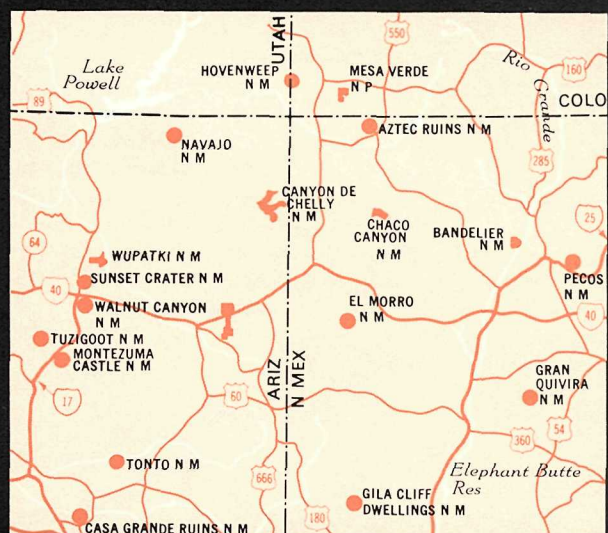 UTAH
550
Lake
Powell
HOVENWEEP
N M
MESA VERDE
N P
Rio Grande
160
89
COLO
AZTEC RUINS N M
NAVAJO
N M
285
CANYON DE
CHELLY
N M
CHACO
CANYON
N M
BANDELIER
N M
25
64
WUPATKI N M
SUNSET CRATER N M
PECOS
N M
40
WALNUT CANYON
N M
EL MORRO
N M
40
TUZIGOOT N M
MONTEZUMA
CASTLE N M
ARIZ
N MEX
GRAN
QUIVIRA
N M
17
60
54
360
TONTO N M
Elephant Butte
Res
666
GILA CLIFF
DWELLINGS N M
180
CASA GRANDE RUINS N M